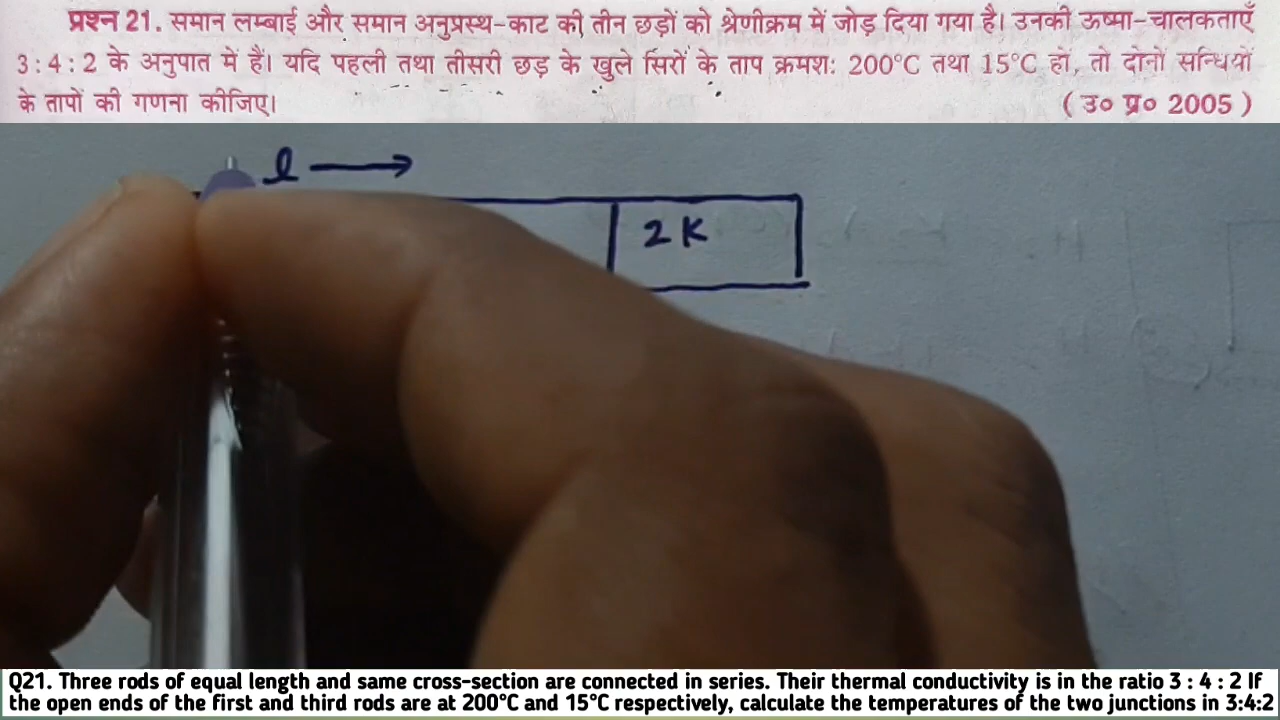 प्रश्न 21. समान लम्बाई और समान अनुप्रस्थ-काट की तीन छड़ों को श्रेणीक्रम में जोड़ दिया गया है। उनकी ऊष्मा-चालकताएँ
3 : 4 : 2 के अनुपात में हैं। यदि पहली तथा तीसरी छड़ के खुले सिरों के ताप क्रमशः 200°C तथा 15°C हों, तो दोनों सन्धियों
के तापों की गणना कीजिए। ( उ० प्र० 2005 )
l
2 K
Q21. Three rods of equal length and same cross-section are connected in series. Their thermal conductivity is in the ratio 3 : 4 : 2 If
the open ends of the first and third rods are at 200°C and 15°C respectively, calculate the temperatures of the two junctions in 3:4:2